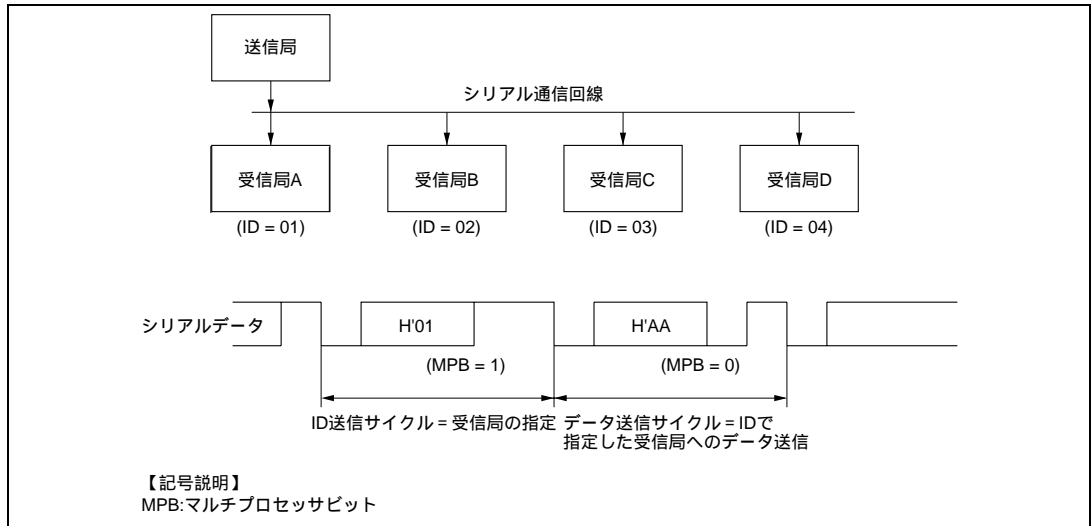 送信局
シリアル通信回線
受信局A
受信局B
受信局C
受信局D
(ID = 01)
(ID = 02)
(ID = 03)
(ID = 04)
シリアルデータ
H'01
H'AA
(MPB = 1)
(MPB = 0)
ID送信サイクル = 受信局の指定
データ送信サイクル = IDで
指定した受信局へのデータ送信
【記号説明】
MPB:マルチプロセッサビット